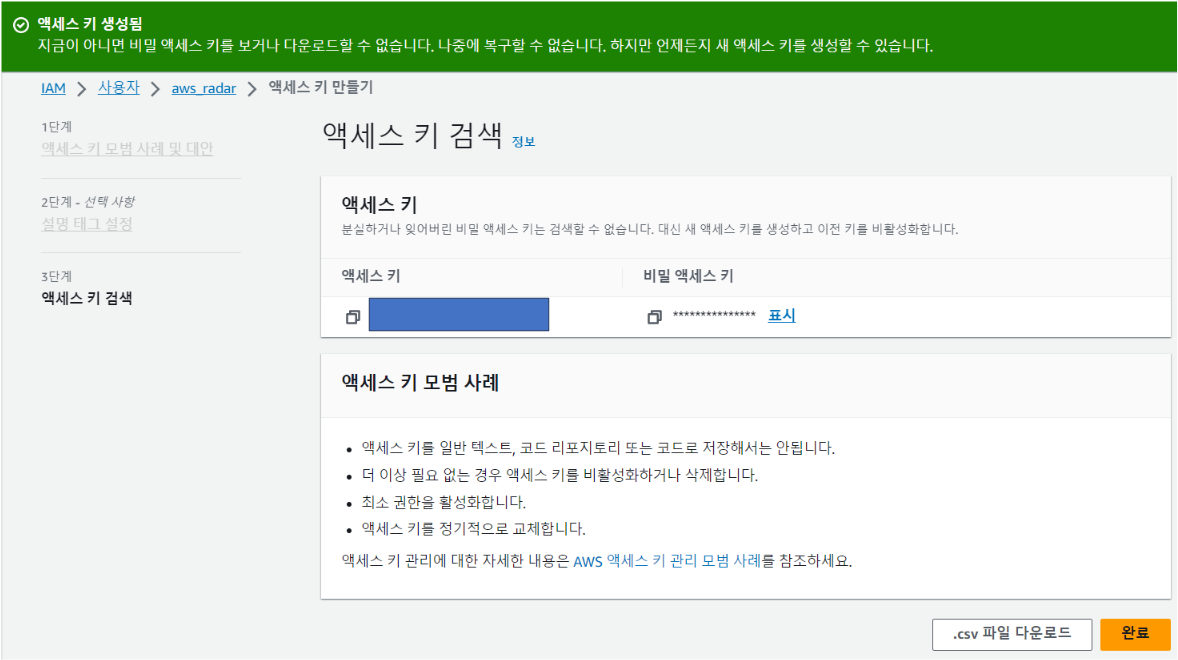 액세스 키 생성됨
지금이 아니면 비밀 액세스 키를 보거나 다운로드할 수 없습니다. 나중에 복구할 수 없습니다. 하지만 언제든지 새 액세스 키를 생성할 수 있습니다.
IAM > 사용자 > aws_radar > 액세스 키 만들기
1단계
액세스 키 모범 사례 및 대안
2단계 - 선택 사항
설명 태그 설정
3단계
액세스 키 검색
액세스 키 검색 정보
액세스 키
분실하거나 잊어버린 비밀 액세스 키는 검색할 수 없습니다. 대신 새 액세스 키를 생성하고 이전 키를 비활성화합니다.
액세스 키 비밀 액세스 키
*************** 표시
액세스 키 모범 사례
• 액세스 키를 일반 텍스트, 코드 리포지토리 또는 코드로 저장해서는 안됩니다.
• 더 이상 필요 없는 경우 액세스 키를 비활성화하거나 삭제합니다.
• 최소 권한을 활성화합니다.
• 액세스 키를 정기적으로 교체합니다.
액세스 키 관리에 대한 자세한 내용은 AWS 액세스 키 관리 모범 사례를 참조하세요.
.csv 파일 다운로드 완료